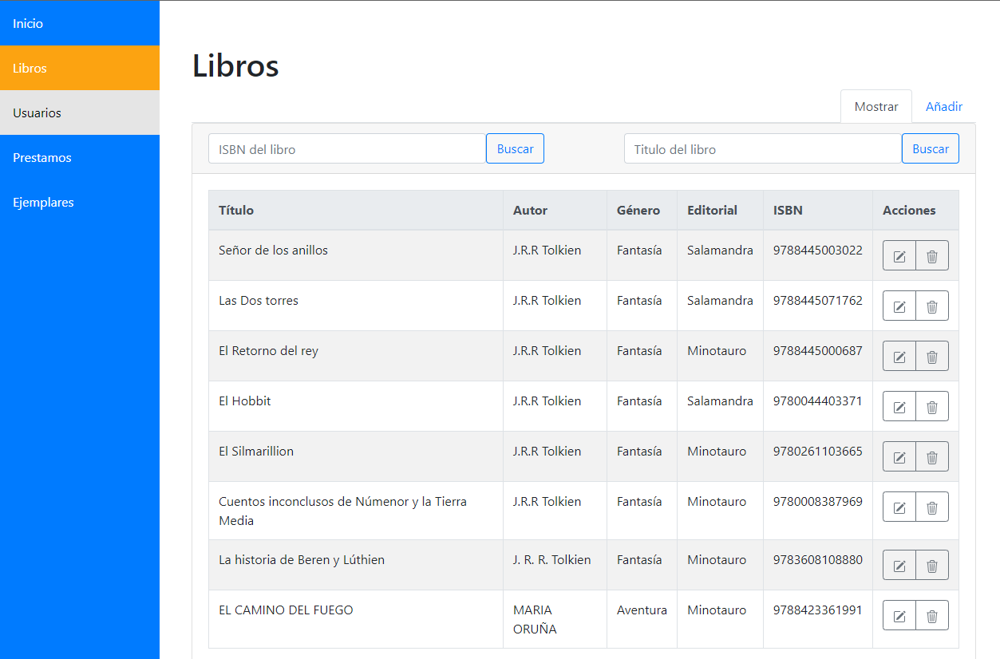 Inicio
Libros
Usuarios
Prestamos
Ejemplares
Libros
Mostrar Añadir
ISBN del libro Buscar Titulo del libro Buscar
Título Autor Género Editorial ISBN Acciones
Señor de los anillos J.R.R Tolkien Fantasía Salamandra 9788445003022
Las Dos torres J.R.R Tolkien Fantasía Salamandra 9788445071762
El Retorno del rey J.R.R Tolkien Fantasía Minotauro 9788445000687
El Hobbit J.R.R Tolkien Fantasía Salamandra 9780044403371
El Silmarillion J.R.R Tolkien Fantasía Minotauro 9780261103665
Cuentos inconclusos de Númenor y la Tierra J.R.R Tolkien Fantasía Minotauro 9780008387969
Media
La historia de Beren y Lúthien J. R. R. Tolkien Fantasía Minotauro 9783608108880
EL CAMINO DEL FUEGO MARIA Aventura Minotauro 9788423361991
ORUÑA